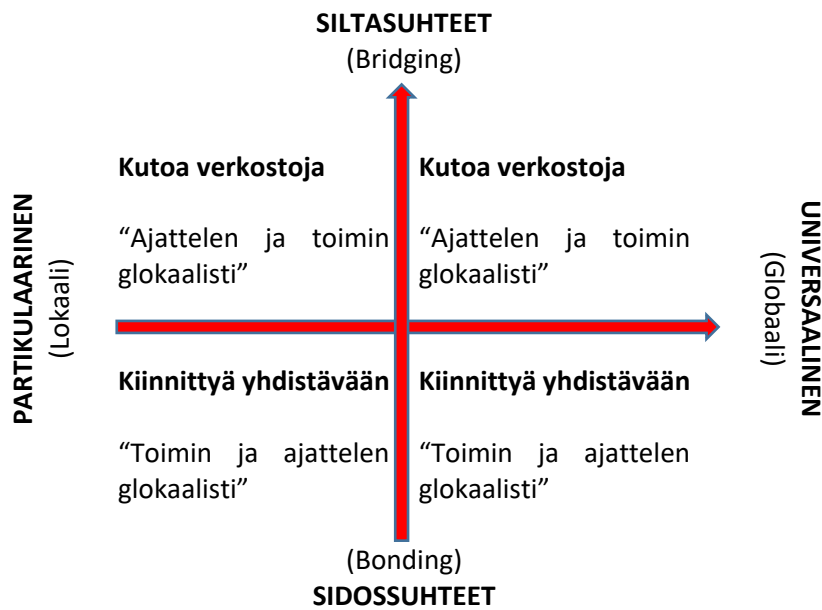 SILTASUHTEET
(Bridging)
Kutoa verkostoja
Kutoa verkostoja
“Ajattelen ja toimin
glokaalisti”
“Ajattelen ja toimin
glokaalisti”
PARTIKULAARINEN
(Lokaali)
UNIVERSAALINEN
(Globaali)
Kiinnittyä yhdistävään
Kiinnittyä yhdistävään
“Toimin ja ajattelen
glokaalisti”
“Toimin ja ajattelen
glokaalisti”
(Bonding)
SIDOSSUHTEET